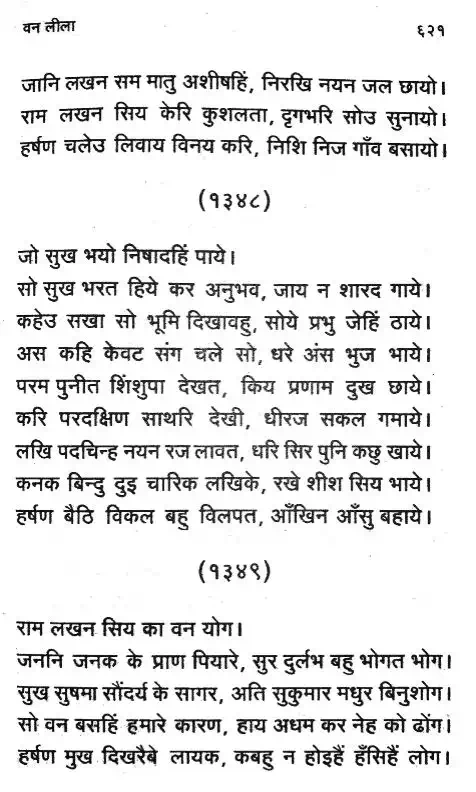 वन लीला ६२१
जानि लखन सम मातु अशीषहिं, निरखि नयन जल छायो।
राम लखन सिय केरि कुशलता, दृगभरि सोउ सुनायो।
हर्षण चलेउ लिवाय विनय करि, निशि निज गाँव बसायो।
(१३४८)
जो सुख भयो निषादहिं पाये।
सो सुख भरत हिये कर अनुभव, जाय न शारद गाये।
कहेउ सखा सो भूमि दिखावहु, सोये प्रभु जेहिं ठाये।
अस कहि केवट संग चले सो, धरे अंस भुज भाये।
परम पुनीत शिंशुपा देखत, किय प्रणाम दुख छाये।
करि परदक्षिण साथरि देखी, धीरज सकल गमाये।
लखि पदचिन्ह नयन रज लावत, धरि सिर पुनि कछु खाये।
कनक बिन्दु दुइ चारिक लखिके, रखे शीश सिय भाये।
हर्षण बैठि विकल बहु विलपत, आँखिन आँसु बहाये।
(१३४९)
राम लखन सिय का वन योग।
जननि जनक के प्राण पियारे, सुर दुर्लभ बहु भोगत भोग।
सुख सुषमा सौंदर्य के सागर, अति सुकुमार मधुर बिनुशोग।
सो वन बसहिं हमारे कारण, हाय अधम कर नेह को ढोंग।
हर्षण मुख दिखरैबे लायक, कबहु न होइहैं हँसिहैं लोग।